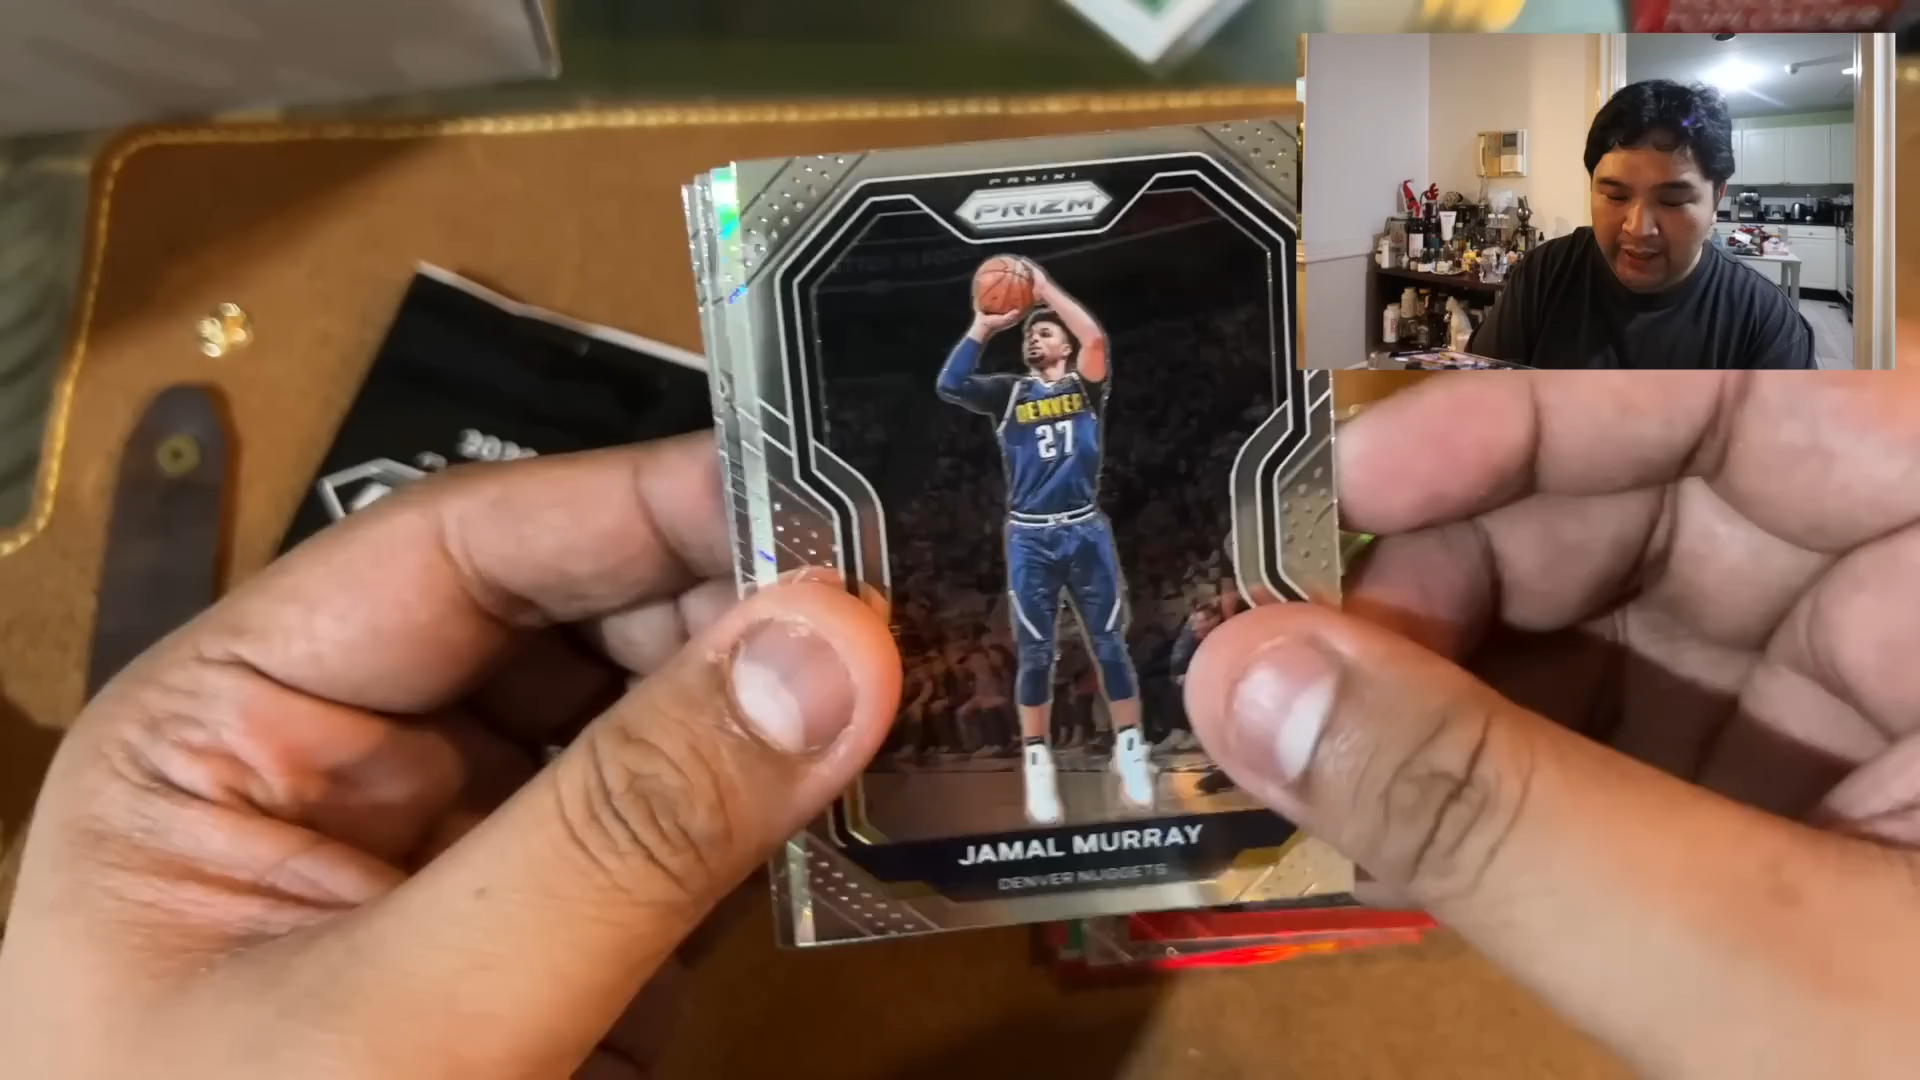 PANINI
PRIZM
DENVER
27
JAMAL MURRAY
DENVER NUGGETS